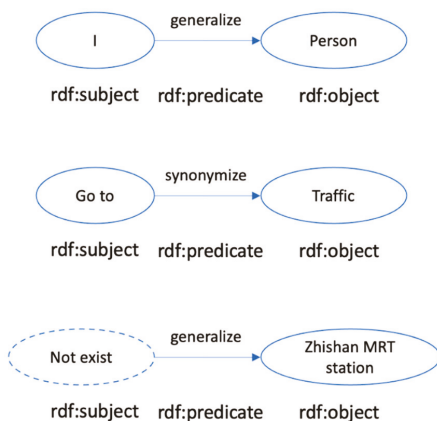 generalize
I
Person
rdf:subject rdf:predicate rdf:object
synonymize
Go to
Traffic
rdf:subject rdf:predicate rdf:object
generalize
Not exist
Zhishan MRT
station
rdf:subject rdf:predicate rdf:object